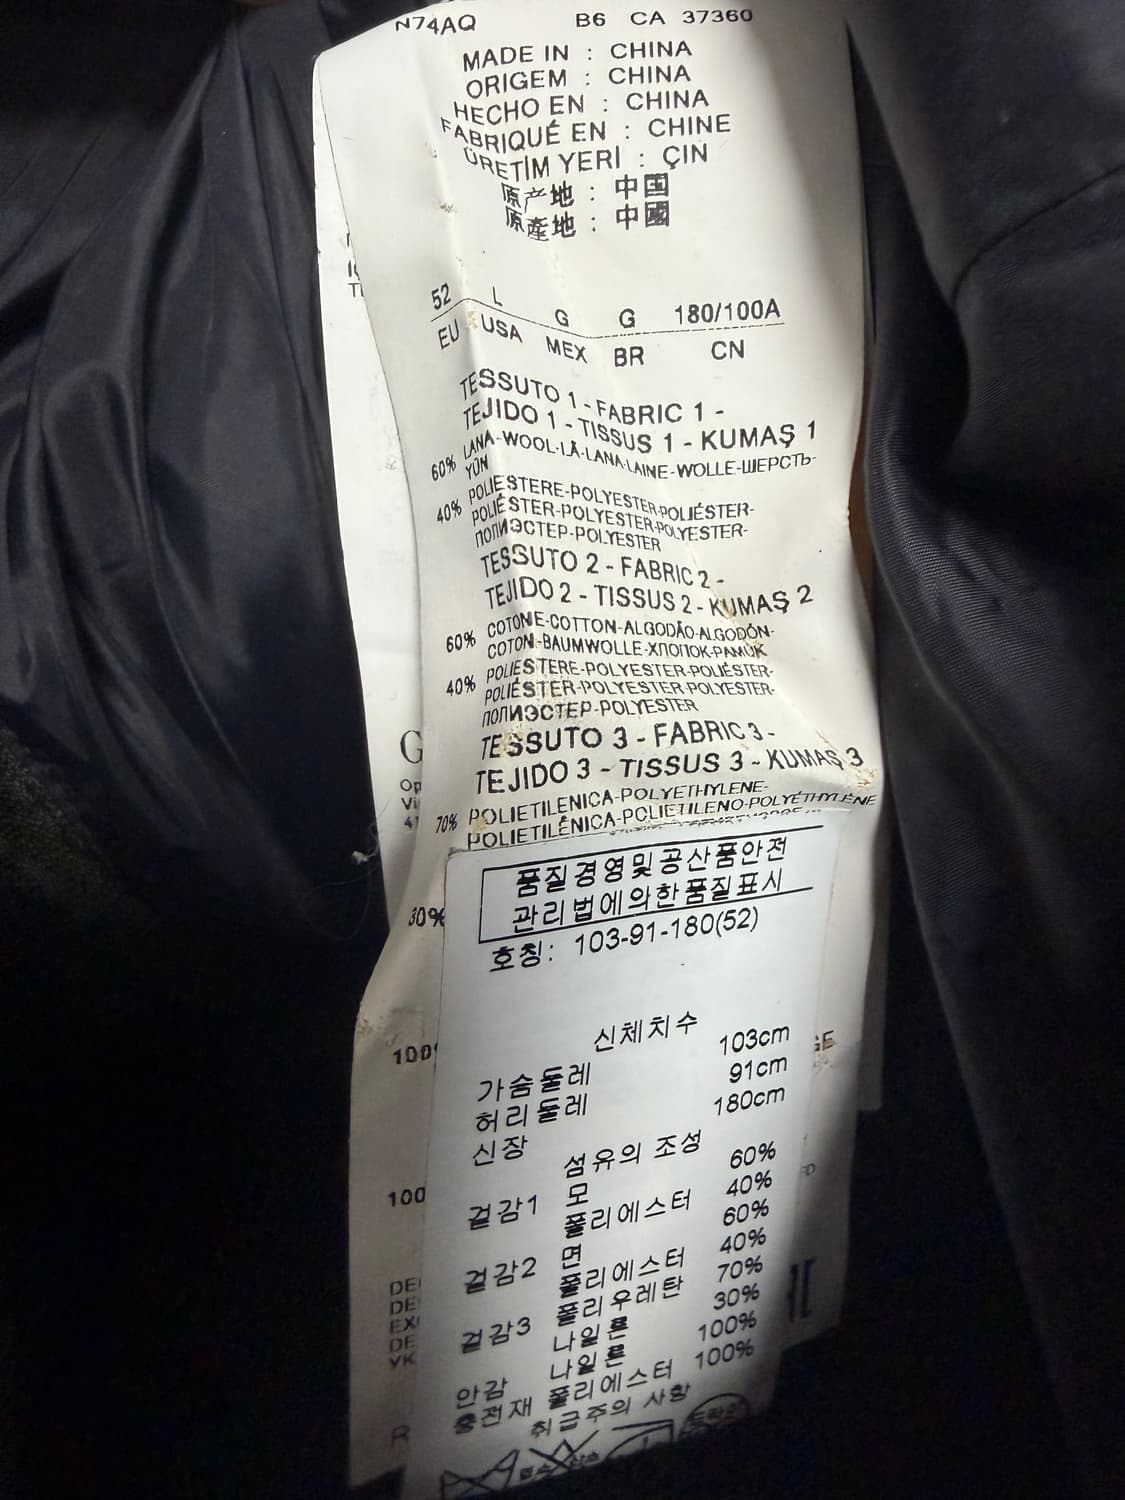 N74AQ B6 CA 37360
MADE IN : CHINA
ORIGEM : CHINA
HECHO EN : CHINA
FABRIQUÉ EN : CHINE
ÜRETİM YERİ : ÇIN
原产地 : 中国
原產地 : 中國
52 L G G 180/100A
EU USA MEX BR CN
TESSUTO 1 - FABRIC 1 -
TEJIDO 1 - TISSUS 1 - KUMAŞ 1
60% LANA-WOOL-LÃ-LANA-LAINE-WOLLE-ШЕРСТЬ-
YÜN
40% POLIESTERE-POLYESTER-POLIÉSTER-
POLIÉSTER-POLYESTER-POLYESTER-
ПОЛИЭСТЕР-POLYESTER
TESSUTO 2 - FABRIC 2 -
TEJIDO 2 - TISSUS 2 - KUMAŞ 2
60% COTONE-COTTON-ALGODÃO-ALGODÓN-
COTON-BAUMWOLLE-ХЛОПОК-PAMUK
40% POLIESTERE-POLYESTER-POLIÉSTER-
POLIÉSTER-POLYESTER-POLYESTER-
ПОЛИЭСТЕР-POLYESTER
TESSUTO 3 - FABRIC 3 -
TEJIDO 3 - TISSUS 3 - KUMAŞ 3
70% POLIETILENICA-POLYETHYLENE-
POLIETILÊNICA-POLIETILENO-POLYÉTHYLÈNE
30%
100%
100
품질경영및공산품안전
관리법에의한품질표시
호칭: 103-91-180(52)
신체치수
가슴둘레 103cm
허리둘레 91cm
신장 180cm
섬유의 조성
겉감1 모 60%
폴리에스터 40%
겉감2 면 60%
폴리에스터 40%
겉감3 폴리우레탄 70%
나일론 30%
안감 나일론 100%
충전재 폴리에스터 100%
취급주의 사항